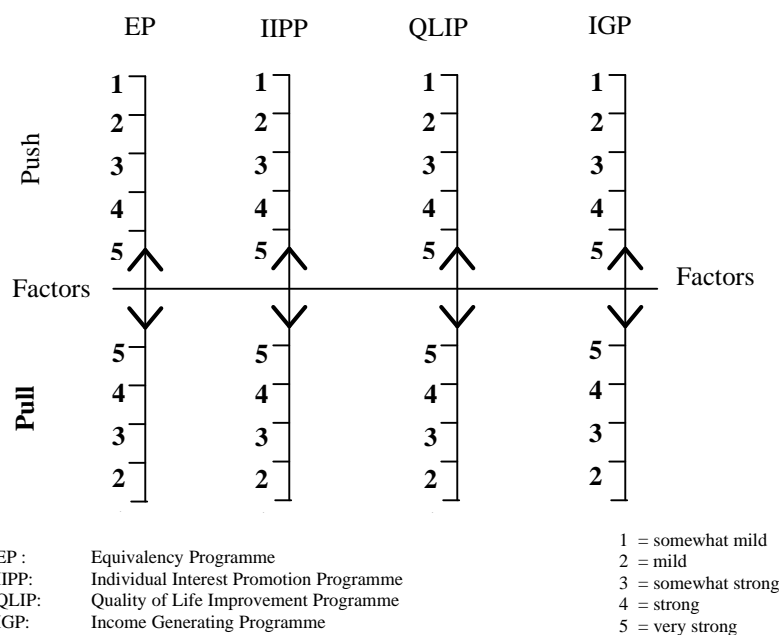 EP IIPP QLIP IGP
1 1 1 1
2 2 2 2
Push
3 3 3 3
4 4 4 4
5 5 5 5
Factors Factors
5 5 5 5
4 4 4 4
Pull
3 3 3 3
2 2 2 2
1 = somewhat mild
EP : Equivalency Programme
2 = mild
IIPP: Individual Interest Promotion Programme
3 = somewhat strong
QLIP: Quality of Life Improvement Programme
4 = strong
IGP: Income Generating Programme
5 = very strong